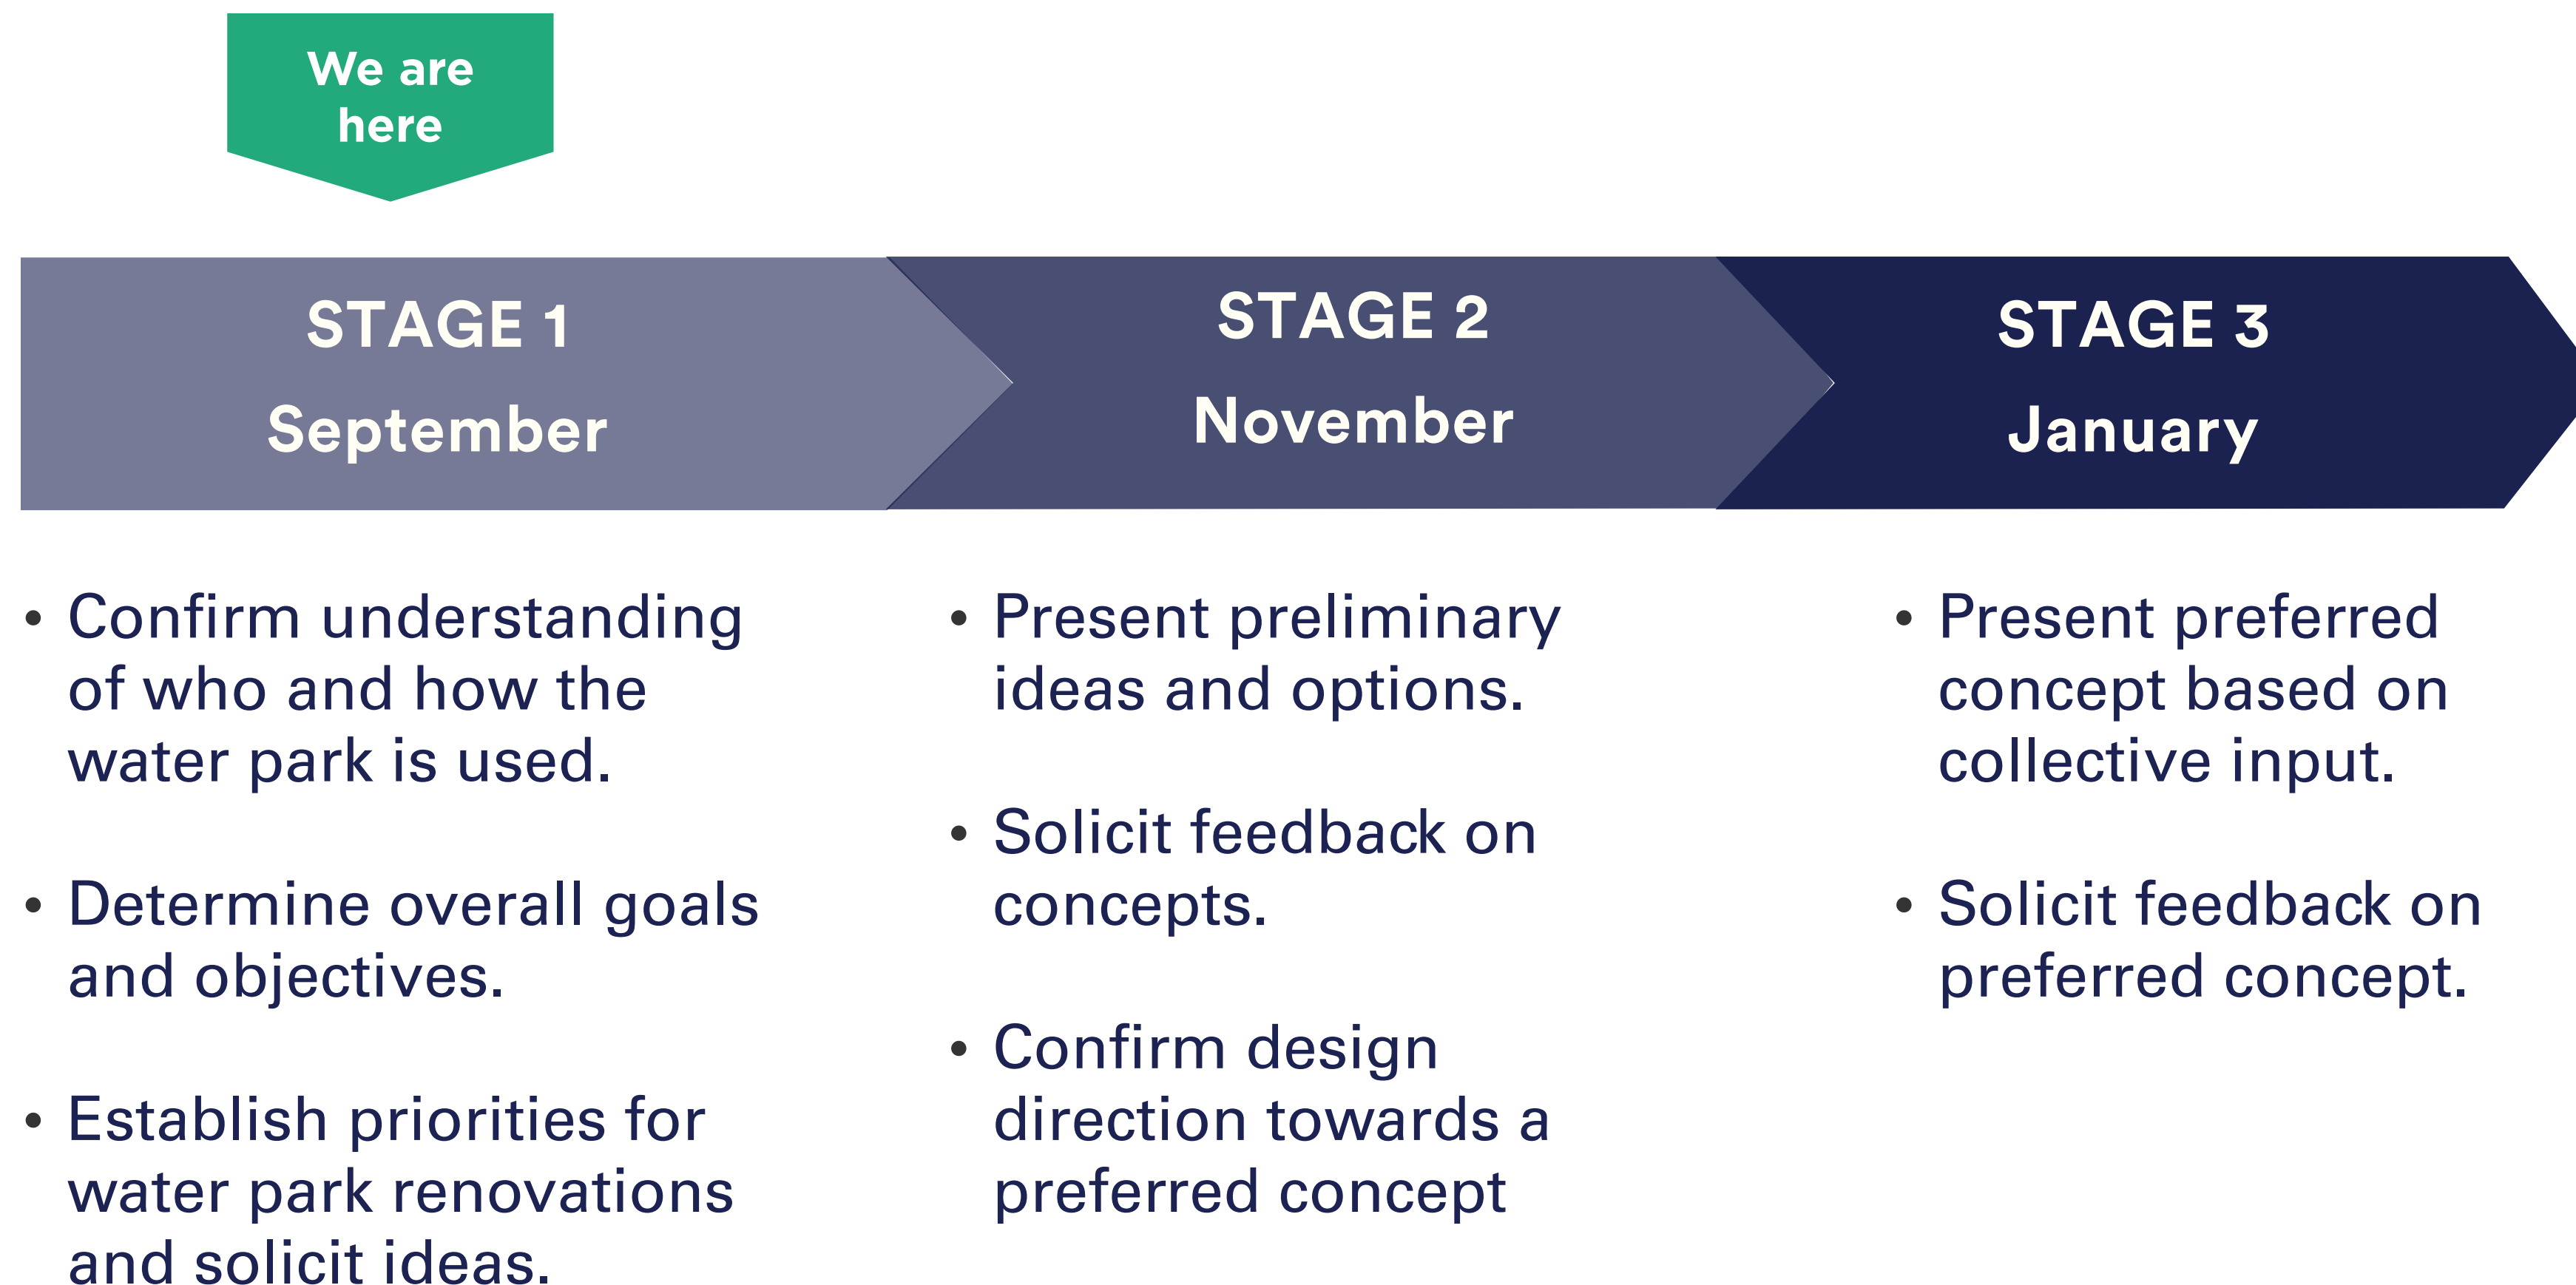 We are
here
STAGE 1
September
STAGE 2
November
STAGE 3
January
• Confirm understanding
of who and how the
water park is used.
• Determine overall goals
and objectives.
• Establish priorities for
water park renovations
and solicit ideas.
• Present preliminary
ideas and options.
• Solicit feedback on
concepts.
• Confirm design
direction towards a
preferred concept
• Present preferred
concept based on
collective input.
• Solicit feedback on
preferred concept.